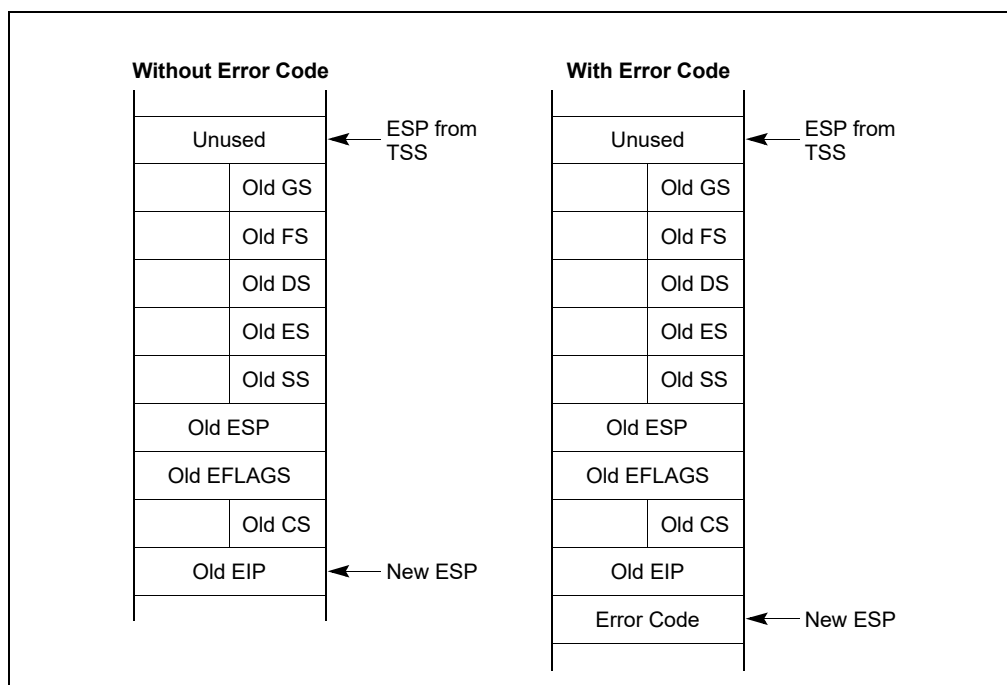 Without Error Code
Unused
ESP from
TSS
Old GS
Old FS
Old DS
Old ES
Old SS
Old ESP
Old EFLAGS
Old CS
Old EIP
New ESP
With Error Code
Unused
ESP from
TSS
Old GS
Old FS
Old DS
Old ES
Old SS
Old ESP
Old EFLAGS
Old CS
Old EIP
Error Code
New ESP